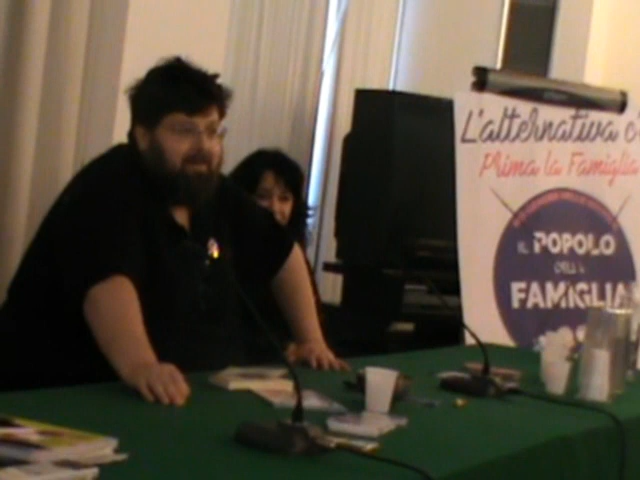 L'alternativa c'
Prima la Famiglia
IL POPOLO
DELLA
FAMIGLIA